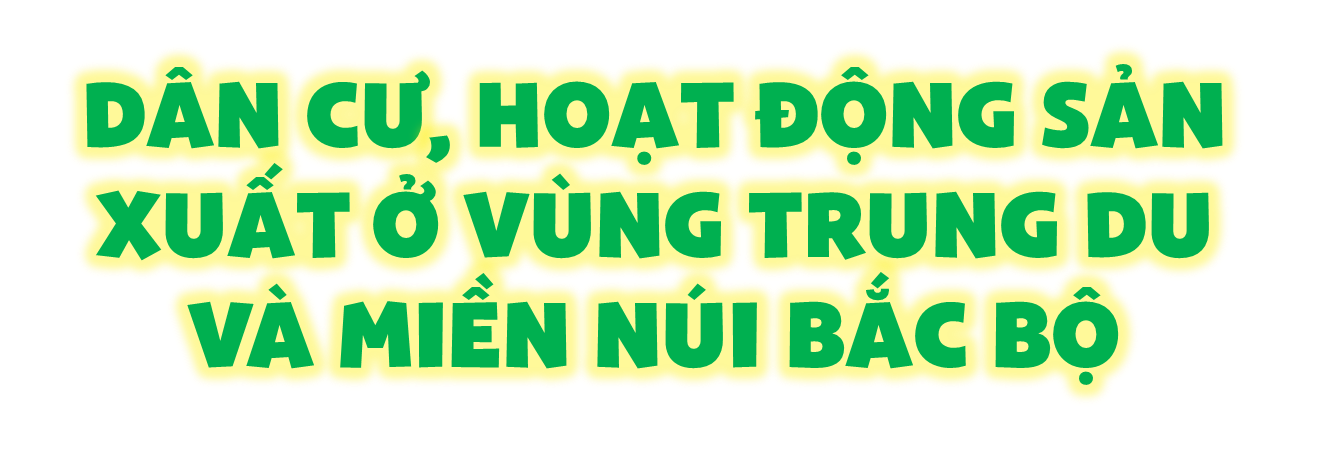 DÂN CƯ, HOẠT ĐỘNG SẢN
XUẤT Ở VÙNG TRUNG DU
VÀ MIỀN NÚI BẮC BỘ